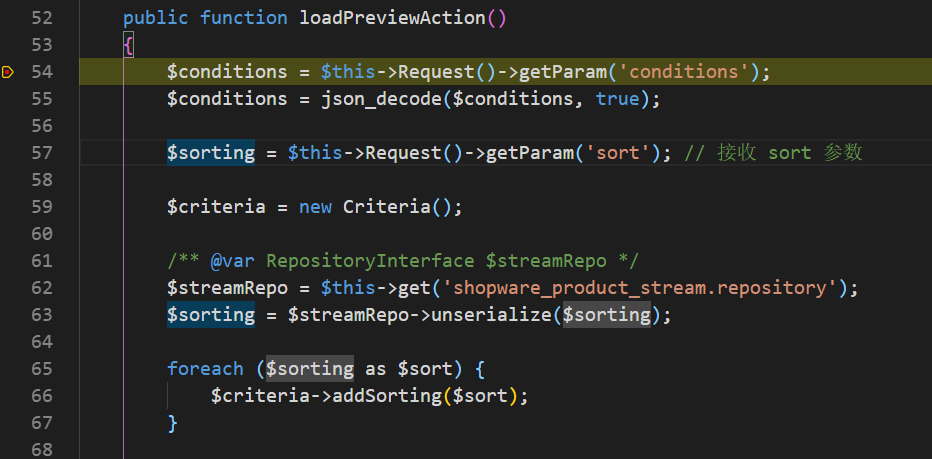 52 public function loadPreviewAction()
53 {
54 $conditions = $this->Request()->getParam('conditions');
55 $conditions = json_decode($conditions, true);
56
57 $sorting = $this->Request()->getParam('sort'); // 接收 sort 参数
58
59 $criteria = new Criteria();
60
61 /** @var RepositoryInterface $streamRepo */
62 $streamRepo = $this->get('shopware_product_stream.repository');
63 $sorting = $streamRepo->unserialize($sorting);
64
65 foreach ($sorting as $sort) {
66 $criteria->addSorting($sort);
67 }
68